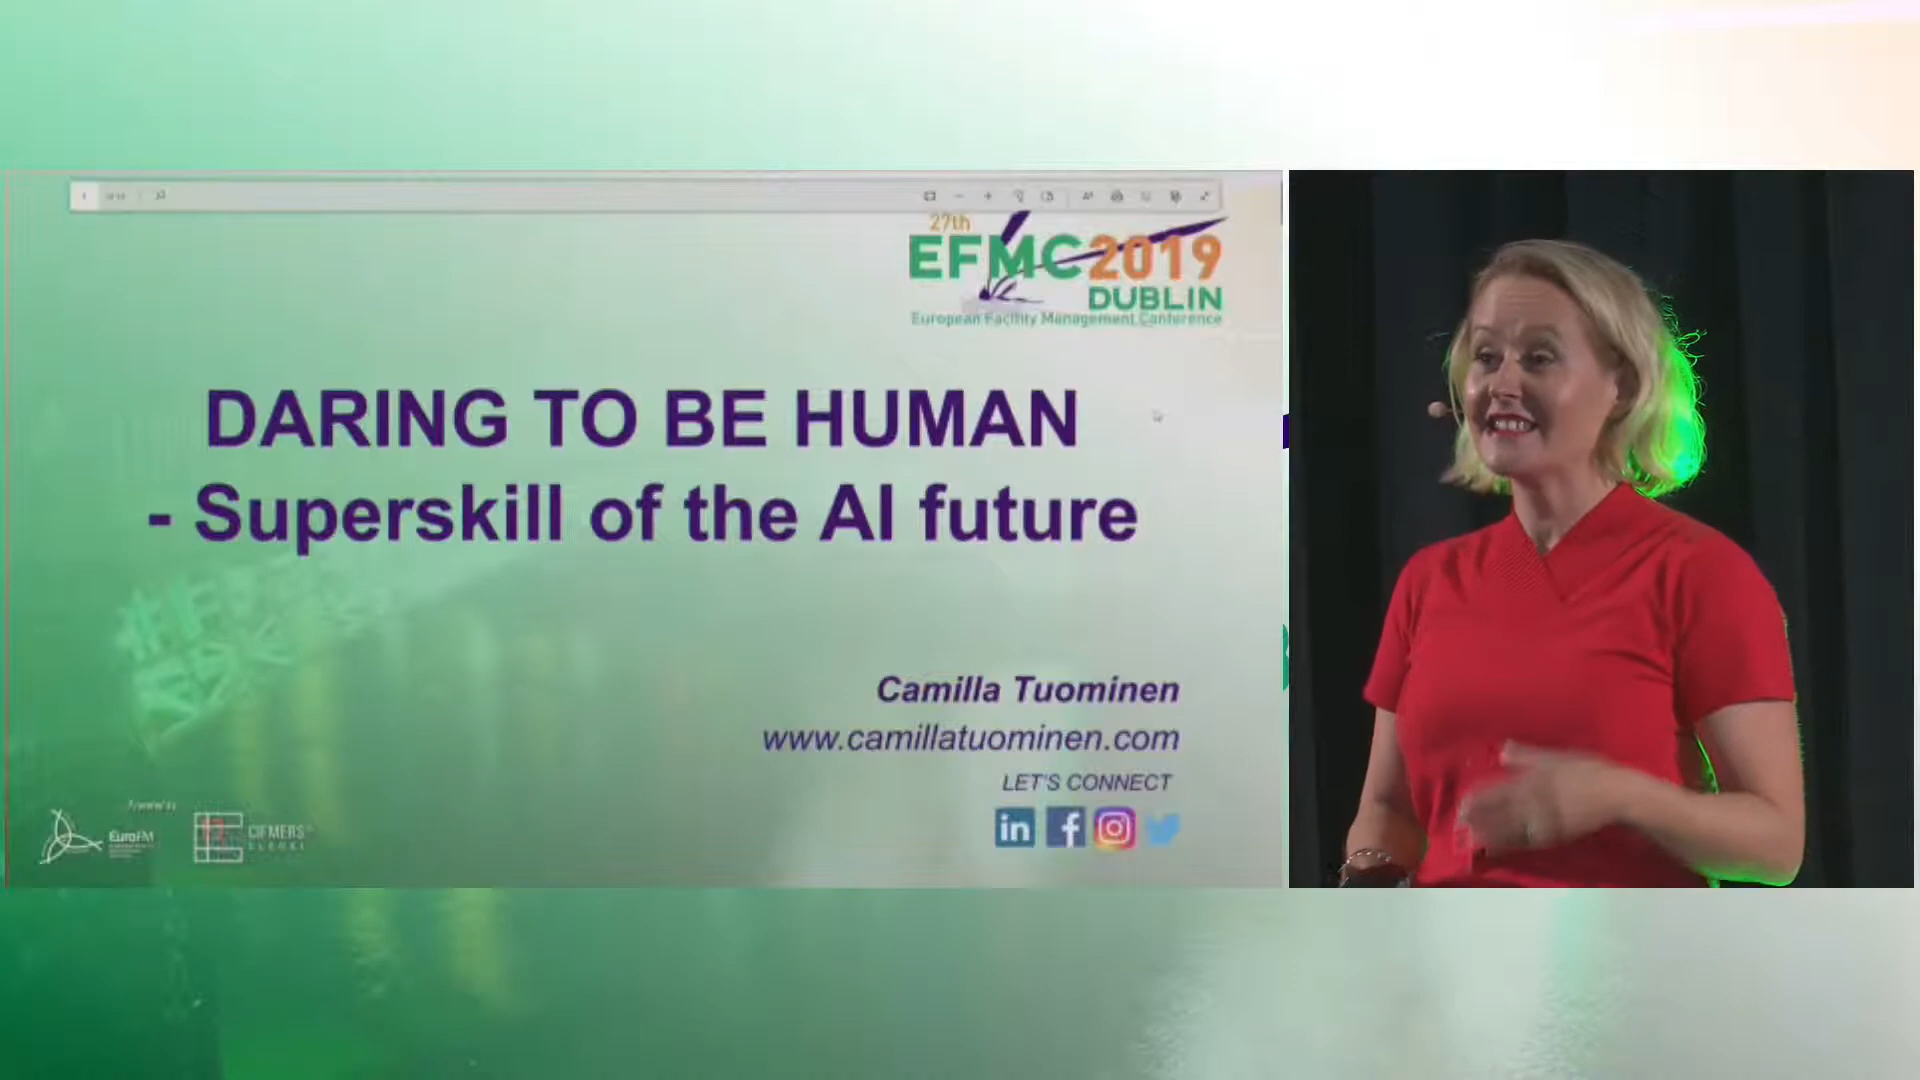 27th
EFMC2019
DUBLIN
European Facility Management Conference
DARING TO BE HUMAN
- Superskill of the AI future
Camilla Tuominen
www.camillatuominen.com
LET'S CONNECT
in f
EuroFM